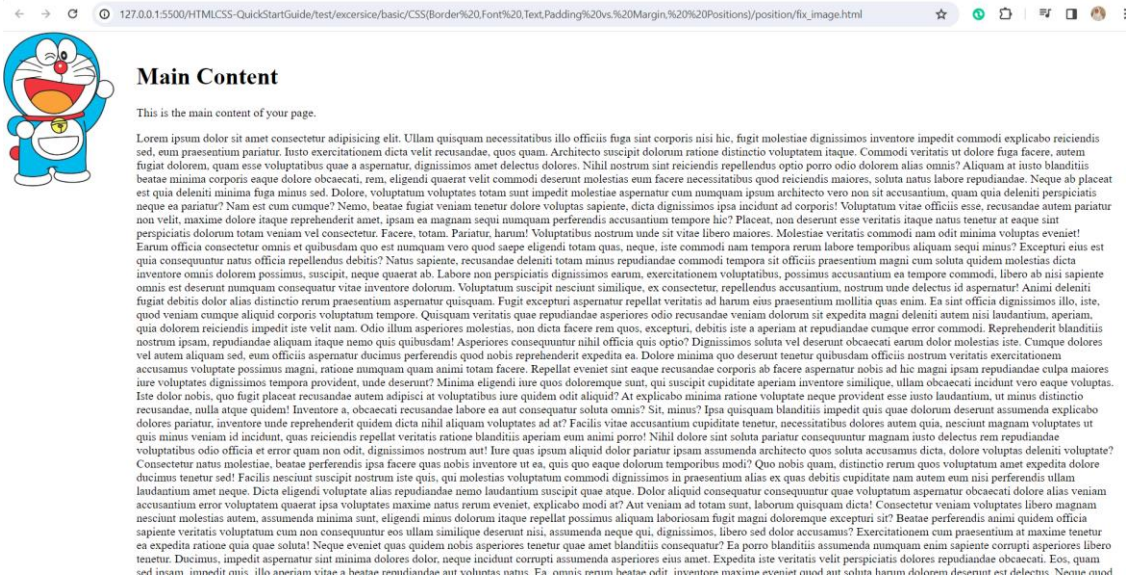 127.0.0.1:5500/HTMLCSS-QuickStartGuide/test/excersice/basic/CSS(Border%20,Font%20,Text,Padding%20vs.%20Margin,%20%20Positions)/position/fix_image.html
Main Content
This is the main content of your page.
Lorem ipsum dolor sit amet consectetur adipisicing elit. Ullam quisquam necessitatibus illo officiis fuga sint corporis nisi hic, fugit molestiae dignissimos inventore impedit commodi explicabo reiciendis
sed, eum praesentium pariatur. Iusto exercitationem dicta velit recusandae, quos quam. Architecto suscipit dolorum ratione distinctio voluptatem itaque. Commodi veritatis ut dolore fuga facere, autem
fugiat dolorem, quam esse voluptatibus quae a aspernatur, dignissimos amet delectus dolores. Nihil nostrum sint reiciendis repellendus optio porro odio dolorem alias omnis? Aliquam at iusto blanditiis
beatae minima corporis eaque dolore obcaecati, rem, eligendi quaerat velit commodi deserunt molestias eum facere necessitatibus quod reiciendis maiores, soluta natus labore repudiandae. Neque ab placeat
est quia deleniti minima fuga minus sed. Dolore, voluptatum voluptates totam sunt impedit molestiae aspernatur cum numquam ipsum architecto vero non sit accusantium, quam quia deleniti perspiciatis
neque ea pariatur? Nam est cum cumque? Nemo, beatae fugiat veniam tenetur dolore voluptas sapiente, dicta dignissimos ipsa incidunt ad corporis! Voluptatum vitae officiis esse, recusandae autem pariatur
non velit, maxime dolore itaque reprehenderit amet, ipsam ea magnam sequi numquam perferendis accusantium tempore hic? Placeat, non deserunt esse veritatis itaque natus tenetur at eaque sint
perspiciatis dolorum totam veniam vel consectetur. Facere, totam. Pariatur, harum! Voluptatibus nostrum unde sit vitae libero maiores. Molestiae veritatis commodi nam odit minima voluptas eveniet!
Earum officia consectetur omnis et quibusdam quo est numquam vero quod saepe eligendi totam quas, neque, iste commodi nam tempora rerum labore temporibus aliquam sequi minus? Excepturi eius est
quia consequuntur natus officia repellendus debitis? Natus sapiente, recusandae deleniti totam minus repudiandae commodi tempora sit officiis praesentium magni cum soluta quidem molestias dicta
inventore omnis dolorem possimus, suscipit, neque quaerat ab. Labore non perspiciatis dignissimos earum, exercitationem voluptatibus, possimus accusantium ea tempore commodi, libero ab nisi sapiente
omnis est deserunt numquam consequatur vitae inventore dolorum. Voluptatum suscipit nesciunt similique, ex consectetur, repellendus accusantium, nostrum unde delectus id aspernatur! Animi deleniti
fugiat debitis dolor alias distinctio rerum praesentium aspernatur quisquam. Fugit excepturi aspernatur repellat veritatis ad harum eius praesentium mollitia quas enim. Ea sint officia dignissimos illo, iste,
quod veniam cumque aliquid corporis voluptatum tempore. Quisquam veritatis quae repudiandae asperiores odio recusandae veniam dolorum sit expedita magni deleniti autem nisi laudantium, aperiam,
quia dolorem reiciendis impedit iste velit nam. Odio illum asperiores molestias, non dicta facere rem quos, excepturi, debitis iste a aperiam at repudiandae cumque error commodi. Reprehenderit blanditiis
nostrum ipsam, repudiandae aliquam itaque nemo quis quibusdam! Asperiores consequuntur nihil officia quis optio? Dignissimos soluta vel deserunt obcaecati earum dolor molestias iste. Cumque dolores
vel autem aliquam sed, eum officiis aspernatur ducimus perferendis quod nobis reprehenderit expedita ea. Dolore minima quo deserunt tenetur quibusdam officiis nostrum veritatis exercitationem
accusamus voluptate possimus magni, ratione numquam quam animi totam facere. Repellat eveniet sint eaque recusandae corporis ab facere aspernatur nobis ad hic magni ipsam repudiandae culpa maiores
iure voluptates dignissimos tempora provident, unde deserunt? Minima eligendi iure quos doloremque sunt, qui suscipit cupiditate aperiam inventore similique, ullam obcaecati incidunt vero eaque voluptas.
Iste dolor nobis, quo fugit placeat recusandae autem adipisci at voluptatibus iure quidem odit aliquid? At explicabo minima ratione voluptate neque provident esse iusto laudantium, ut minus distinctio
recusandae, nulla atque quidem! Inventore a, obcaecati recusandae labore ea aut consequatur soluta omnis? Sit, minus? Ipsa quisquam blanditiis impedit quis quae dolorum deserunt assumenda explicabo
dolores pariatur, inventore unde reprehenderit quidem dicta nihil aliquam voluptates ad at? Facilis vitae accusantium cupiditate tenetur, necessitatibus dolores autem quia, nesciunt magnam voluptates ut
quis minus veniam id incidunt, quas reiciendis repellat veritatis ratione blanditiis aperiam eum animi porro! Nihil dolore sint soluta pariatur consequuntur magnam iusto delectus rem repudiandae
voluptatibus odio officia et error quam non odit, dignissimos nostrum aut! Iure quas ipsum aliquid dolor pariatur ipsam assumenda architecto quos soluta accusamus dicta, dolore voluptas deleniti voluptate?
Consectetur natus molestiae, beatae perferendis ipsa facere quas nobis inventore ut ea, quis quo eaque dolorum temporibus modi? Quo nobis quam, distinctio rerum quos voluptatum amet expedita dolore
ducimus tenetur sed! Facilis nesciunt suscipit nostrum iste quis, qui molestias voluptatum commodi dignissimos in praesentium alias ex quas debitis cupiditate nam autem eum nisi perferendis ullam
laudantium amet neque. Dicta eligendi voluptate alias repudiandae nemo laudantium suscipit quae atque. Dolor aliquid consequatur consequuntur quae voluptatum aspernatur obcaecati dolore alias veniam
accusantium error voluptatem quaerat ipsa voluptates maxime natus rerum eveniet, explicabo modi at? Aut veniam ad totam sunt, laborum quisquam dicta! Consectetur veniam voluptates libero magnam
nesciunt molestias autem, assumenda minima sunt, eligendi minus dolorum itaque repellat possimus aliquam laboriosam fugit magni doloremque excepturi sit? Beatae perferendis animi quidem officia
sapiente veritatis voluptatum cum non consequuntur eos ullam similique deserunt nisi, assumenda neque qui, dignissimos, libero sed dolor accusamus? Exercitationem cum praesentium at maxime tenetur
ea expedita ratione quia quae soluta! Neque eveniet quas quidem nobis asperiores tenetur quae amet blanditiis consequatur? Ea porro blanditiis assumenda numquam enim sapiente corrupti asperiores libero
tenetur. Ducimus, impedit aspernatur sint minima dolores dolor, neque incidunt corrupti assumenda asperiores eius amet. Expedita iste veritatis velit perspiciatis dolores repudiandae obcaecati. Eos, quam
sed ipsam, impedit quis, illo aperiam vitae a beatae repudiandae aut voluptas natus. Ea, omnis rerum beatae odit, inventore maxime eveniet quod aut soluta harum dolorem deserunt est delectus. Neque quod